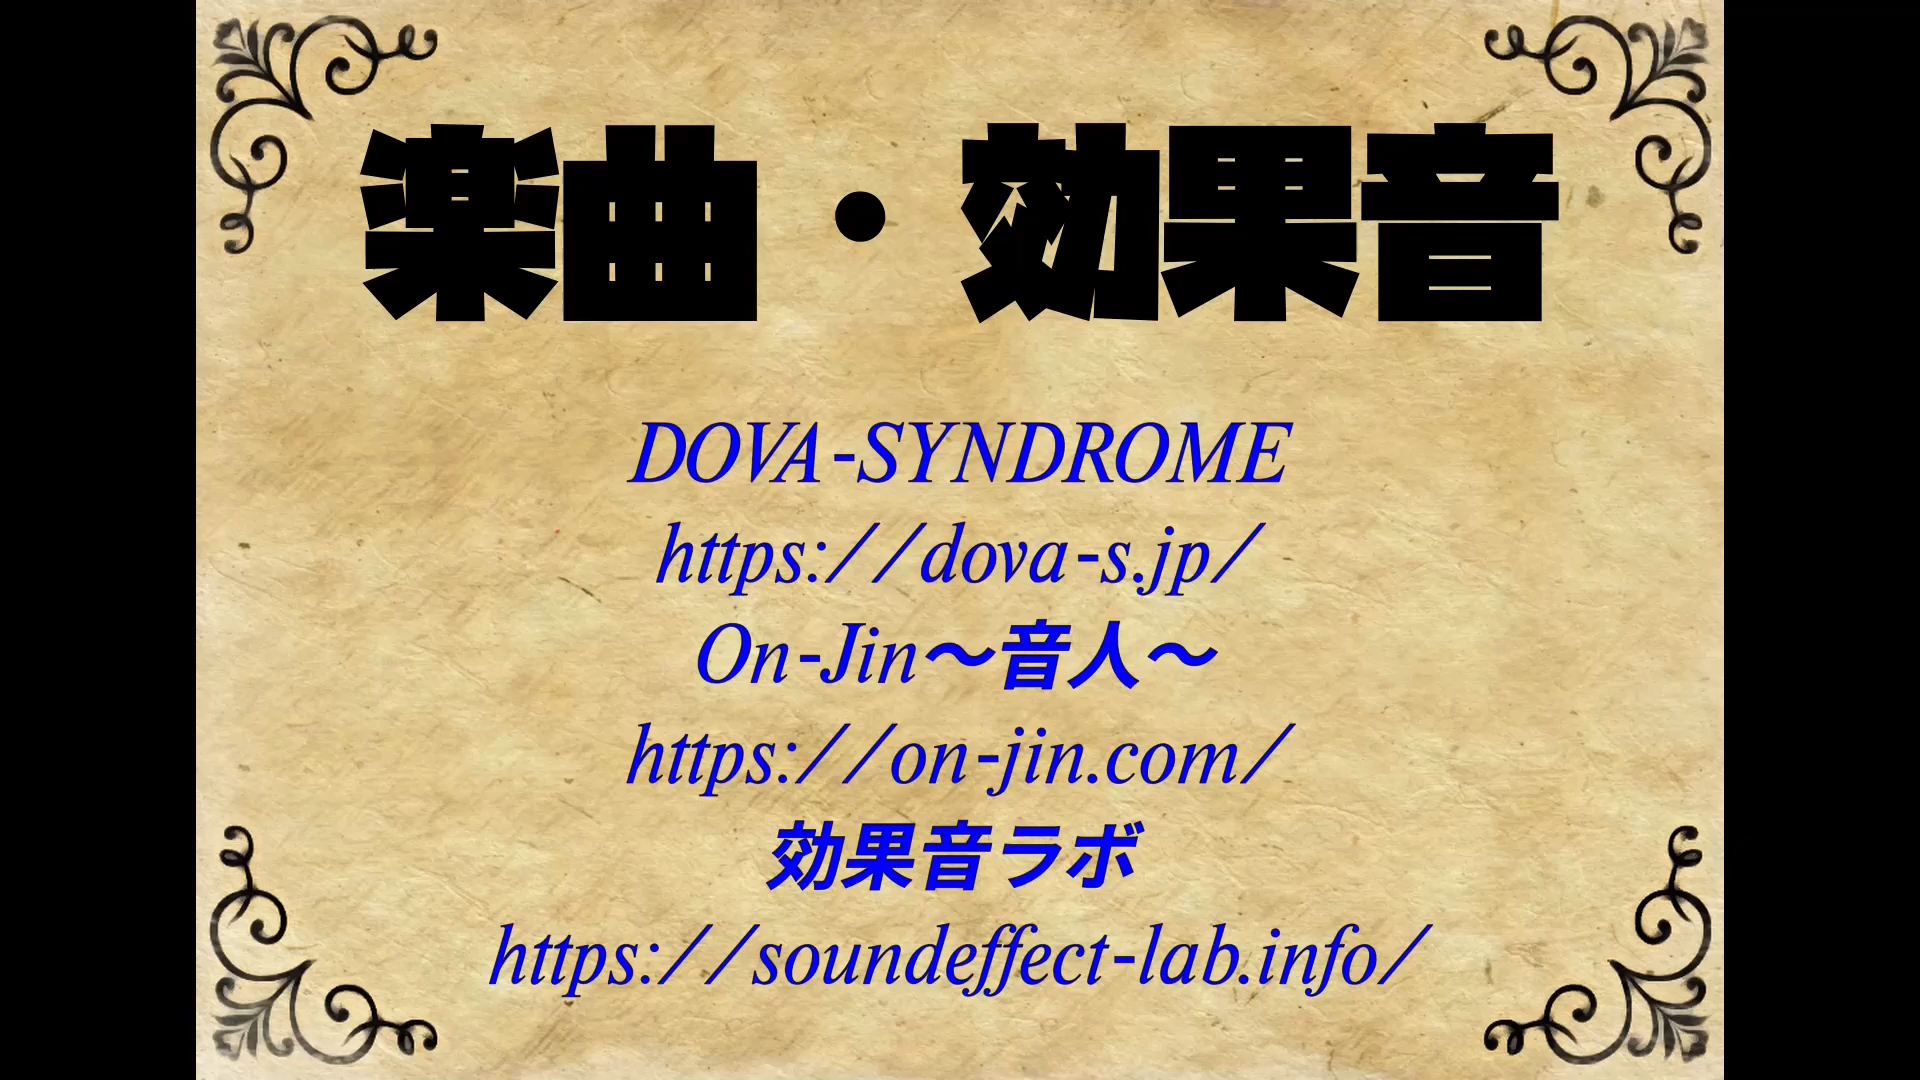 楽曲・効果音
DOVA-SYNDROME
https://dova-s.jp/
On-Jin～音人～
https://on-jin.com/
効果音ラボ
https://soundeffect-lab.info/